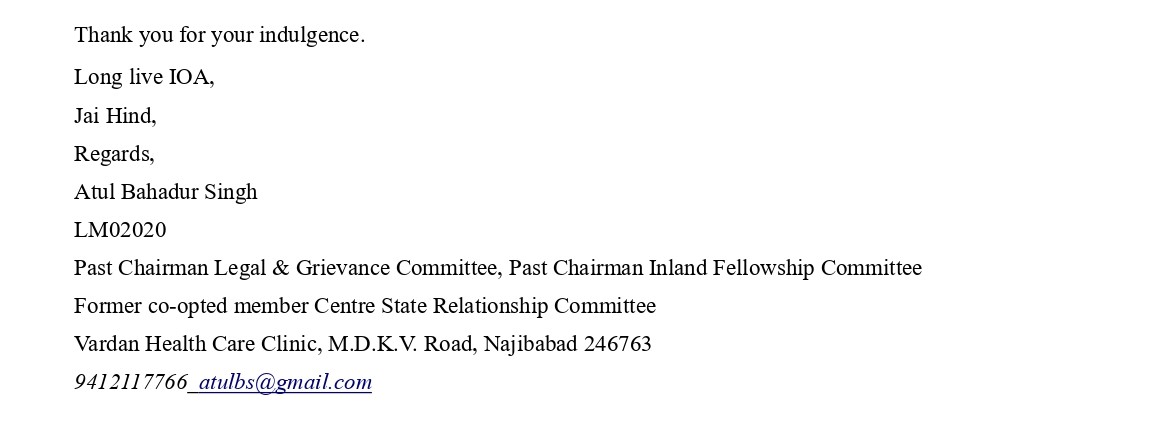 Thank you for your indulgence.
Long live IOA,
Jai Hind,
Regards,
Atul Bahadur Singh
LM02020
Past Chairman Legal & Grievance Committee, Past Chairman Inland Fellowship Committee
Former co-opted member Centre State Relationship Committee
Vardan Health Care Clinic, M.D.K.V. Road, Najibabad 246763
9412117766_atulbs@gmail.com